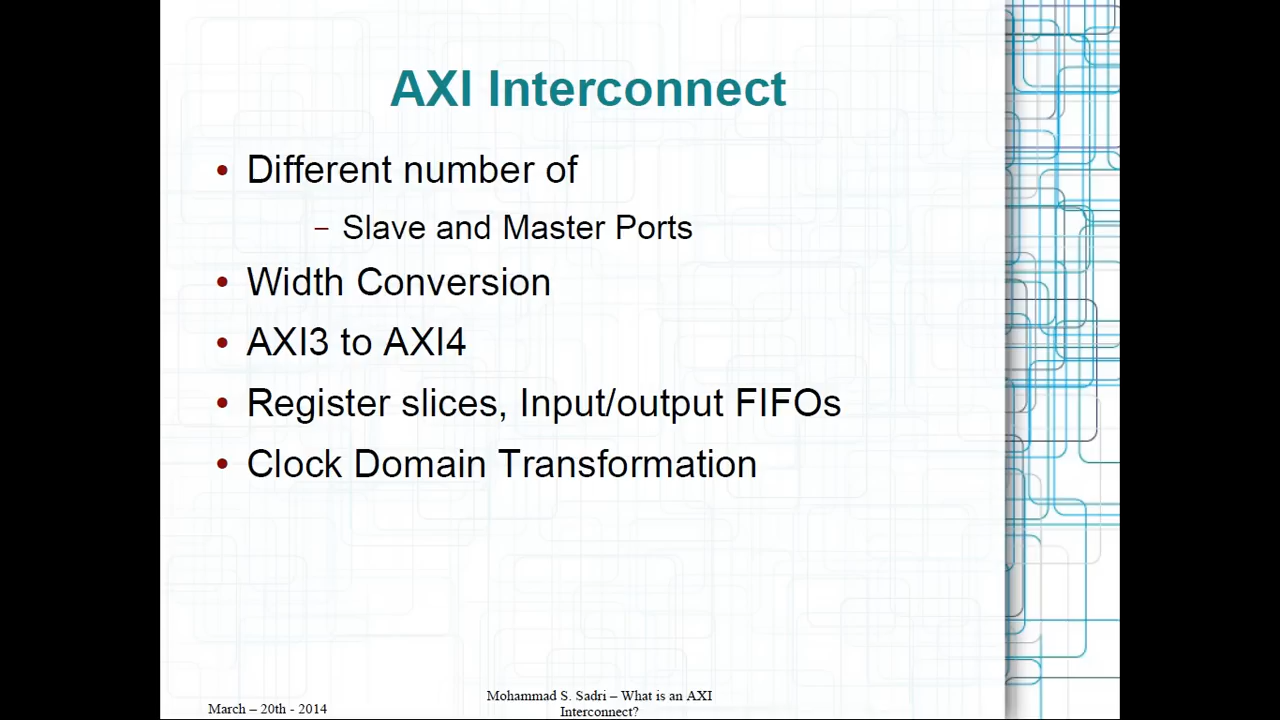 AXI Interconnect
• Different number of
– Slave and Master Ports
• Width Conversion
• AXI3 to AXI4
• Register slices, Input/output FIFOs
• Clock Domain Transformation
March – 20th - 2014
Mohammad S. Sadri – What is an AXI
Interconnect?